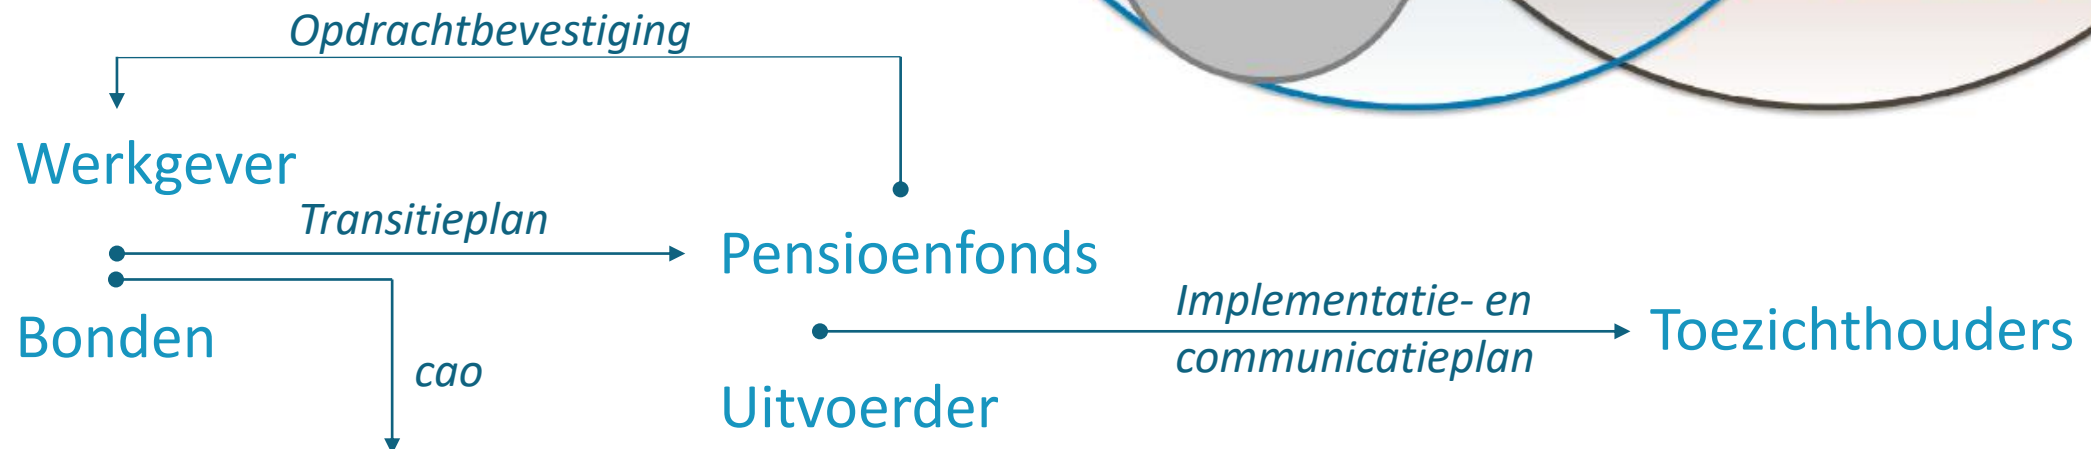 Opdrachtbevestiging
Werkgever
Transitieplan
Pensioenfonds
Implementatie- en
communicatieplan
Toezichthouders
Bonden
cao
Uitvoerder